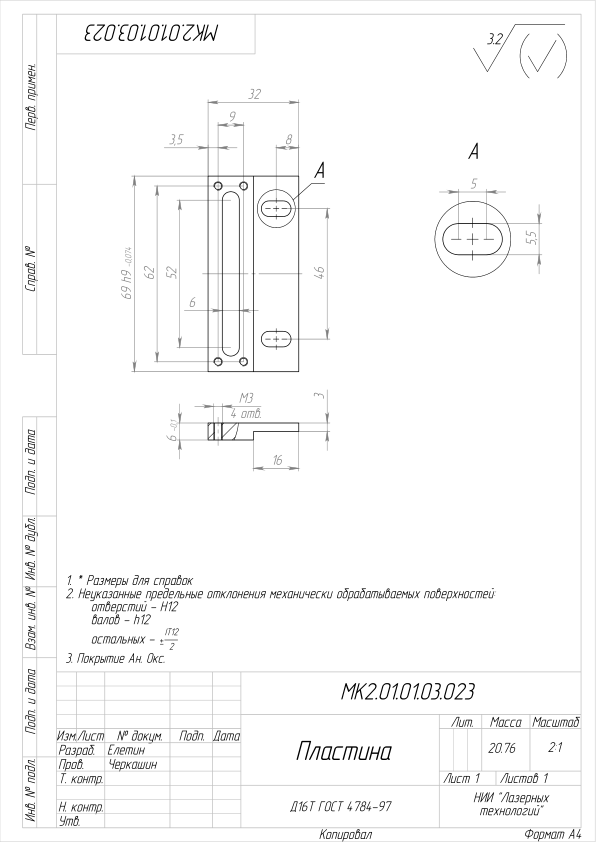 МК2.01.01.03.023
3.2
Перв. примен.
Справ. №
Подп. и дата
Инв. № дубл.
Взам. инв. №
Подп. и дата
Инв. № подл.
32
9
3,5
8
А
69 h9 -0,074
62
52
6
46
А
5
5,5
М3
4 отв.
3
6 -0,1
16
1. * Размеры для справок
2. Неуказанные предельные отклонения механически обрабатываемых поверхностей:
отверстий – Н12
валов – h12
остальных – ± IT12/2
3. Покрытие Ан. Окс.
МК2.01.01.03.023
Изм. Лист № докум. Подп. Дата
Разраб. Елетин
Пров. Черкашин
Т. контр.
Н. контр.
Утв.
Пластина
Лит. Масса Масштаб
20.76 2:1
Лист 1 Листов 1
Д16Т ГОСТ 4784-97
НИИ "Лазерных
технологий"
Копировал Формат А4